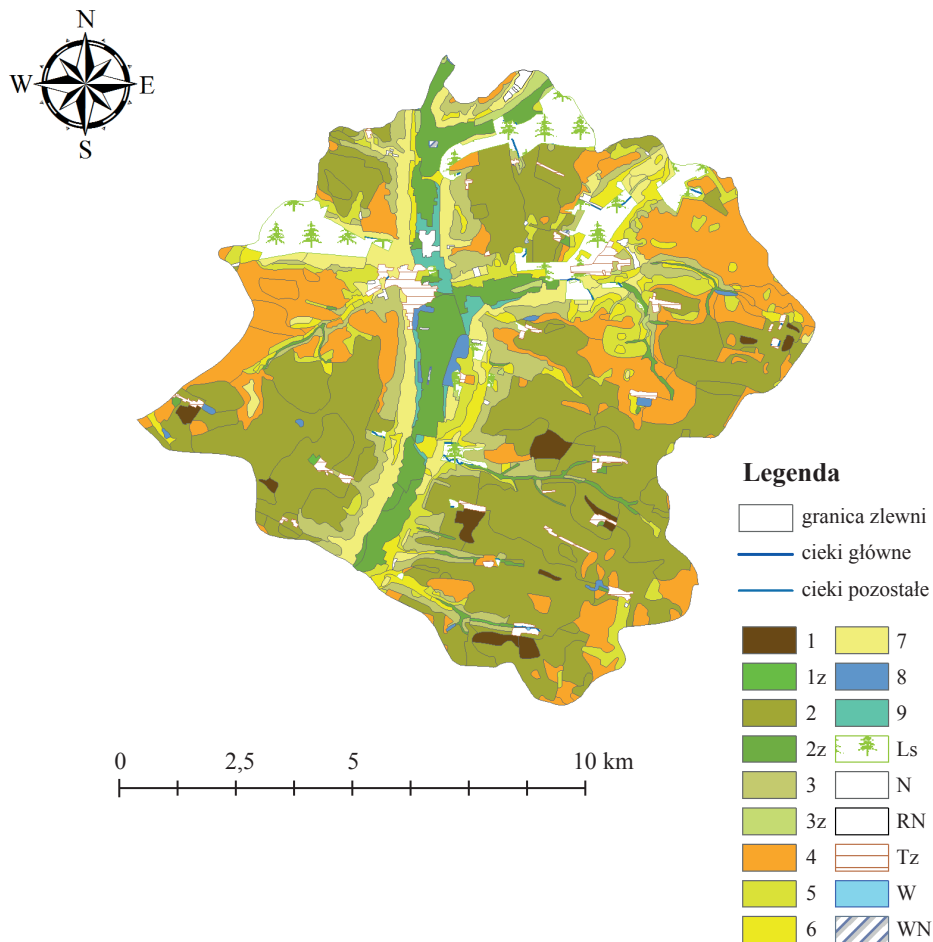 N
W E
S
Legenda
granica zlewni
cieki główne
cieki pozostałe
1 7
1z 8
2 9
2z Ls
3 N
3z RN
4 Tz
5 W
6 WN
0 2,5 5 10 km